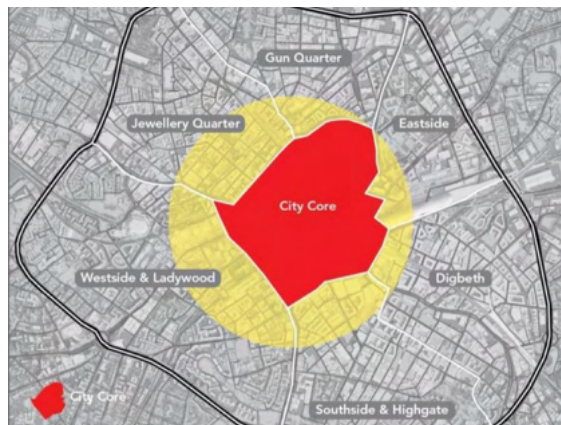 Gun Quarter
Jewellery Quarter
Eastside
City Core
Westside & Ladywood
Digbeth
City Core
Southside & Highgate